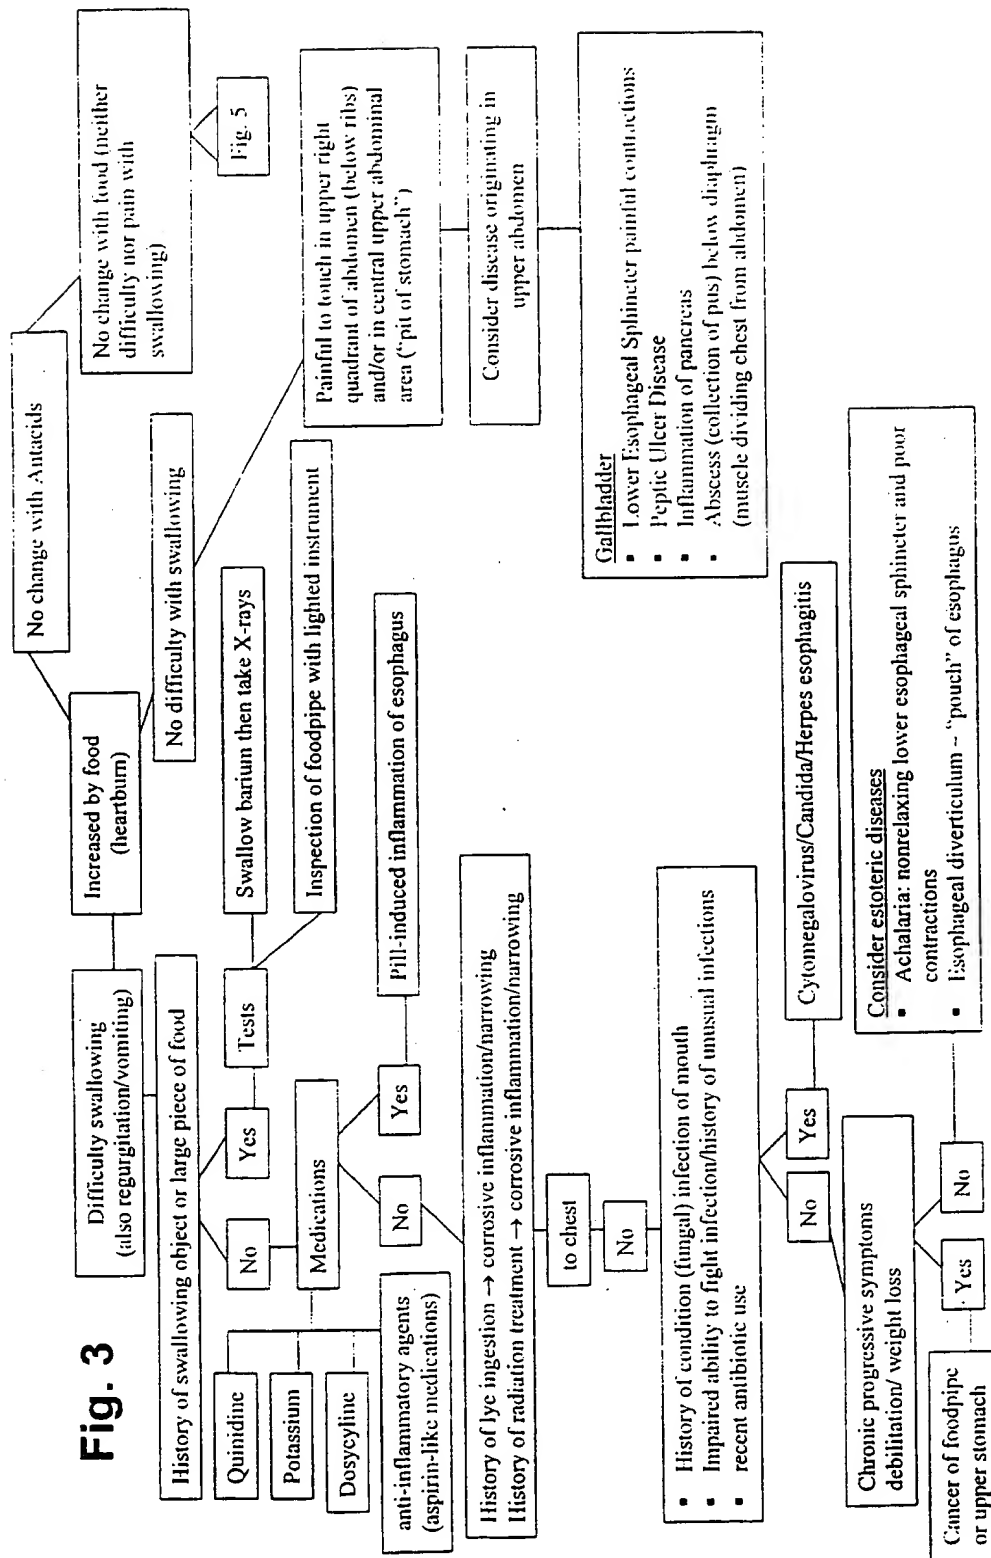 Fig. 3
No change with Antacids
No change with food (neither
difficulty nor pain with
swallowing)
Fig. 5
Increased by food
(heartburn)
No difficulty with swallowing
Painful to touch in upper right
quadrant of abdomen (below ribs)
and/or in central upper abdominal
area ("pit of stomach")
Consider disease originating in
upper abdomen
Gallbladder
▪ Lower Esophageal Sphincter painful contractions
▪ Peptic Ulcer Disease
▪ Inflammation of pancreas
▪ Abscess (collection of pus) below diaphragm
(muscle dividing chest from abdomen)
Difficulty swallowing
(also regurgitation/vomiting)
History of swallowing object or large piece of food
No
Yes
Tests
Swallow barium then take X-rays
Inspection of foodpipe with lighted instrument
Medications
Quinidine
Potassium
Dosycyline
anti-inflammatory agents
(aspirin-like medications)
No
Yes
Pill-induced inflammation of esophagus
History of lye ingestion → corrosive inflammation/narrowing
History of radiation treatment → corrosive inflammation/narrowing
to chest
No
▪ History of condition (fungal) infection of mouth
▪ Impaired ability to fight infection/history of unusual infections
▪ recent antibiotic use
No
Yes
Cytomegalovirus/Candida/Herpes esophagitis
Chronic progressive symptoms
debilitation/ weight loss
Yes
No
Cancer of foodpipe
or upper stomach
Consider estoteric diseases
▪ Achalaria: nonrelaxing lower esophageal sphincter and poor
contractions
▪ Esophageal diverticulum – "pouch" of esophagus